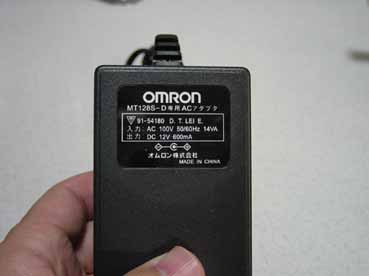 OMRON
MT128S-D専用ACアダプタ
91-54180 D. T. LEI E.
入力: AC 100V 50/60Hz 14VA
出力: DC 12V 600mA
オムロン株式会社
MADE IN CHINA